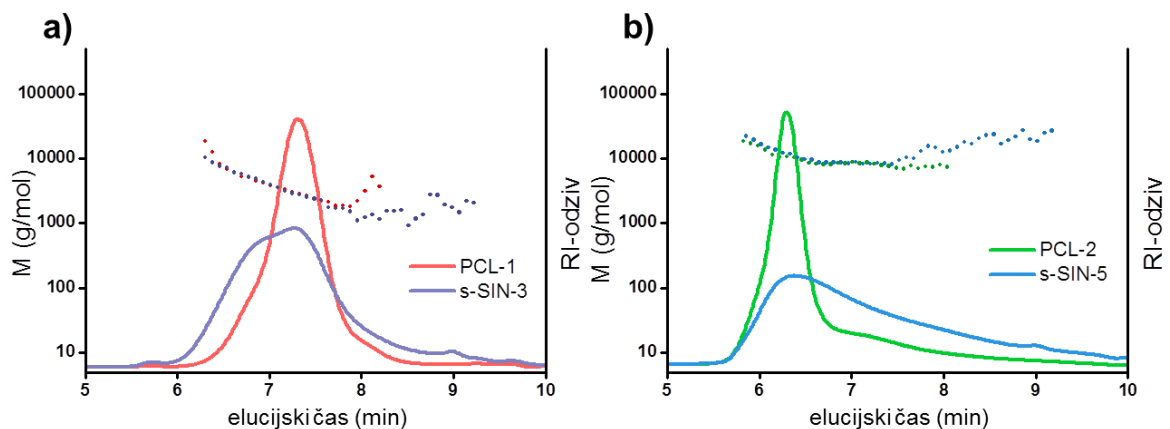 a)
100000
10000
1000
100
10
M (g/mol)
PCL-1
s-SIN-3
RI-odziv
5 6 7 8 9 10
elucijski čas (min)
b)
100000
10000
1000
100
10
M (g/mol)
PCL-2
s-SIN-5
RI-odziv
5 6 7 8 9 10
elucijski čas (min)